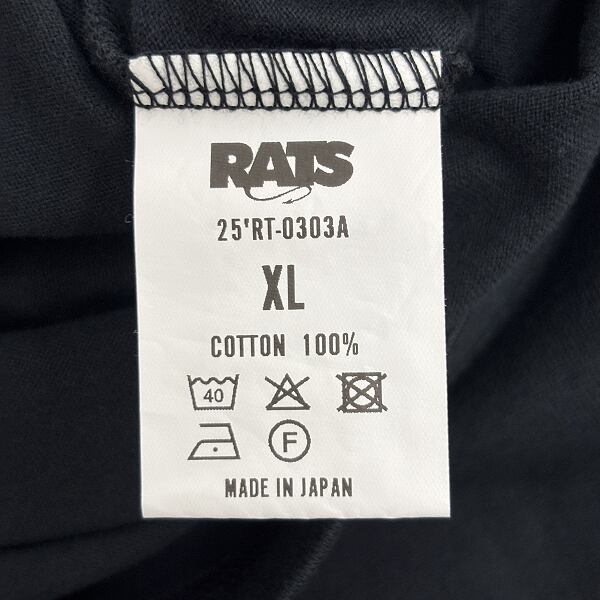 RATS
25'RT-0303A
XL
COTTON 100%
40
F
MADE IN JAPAN